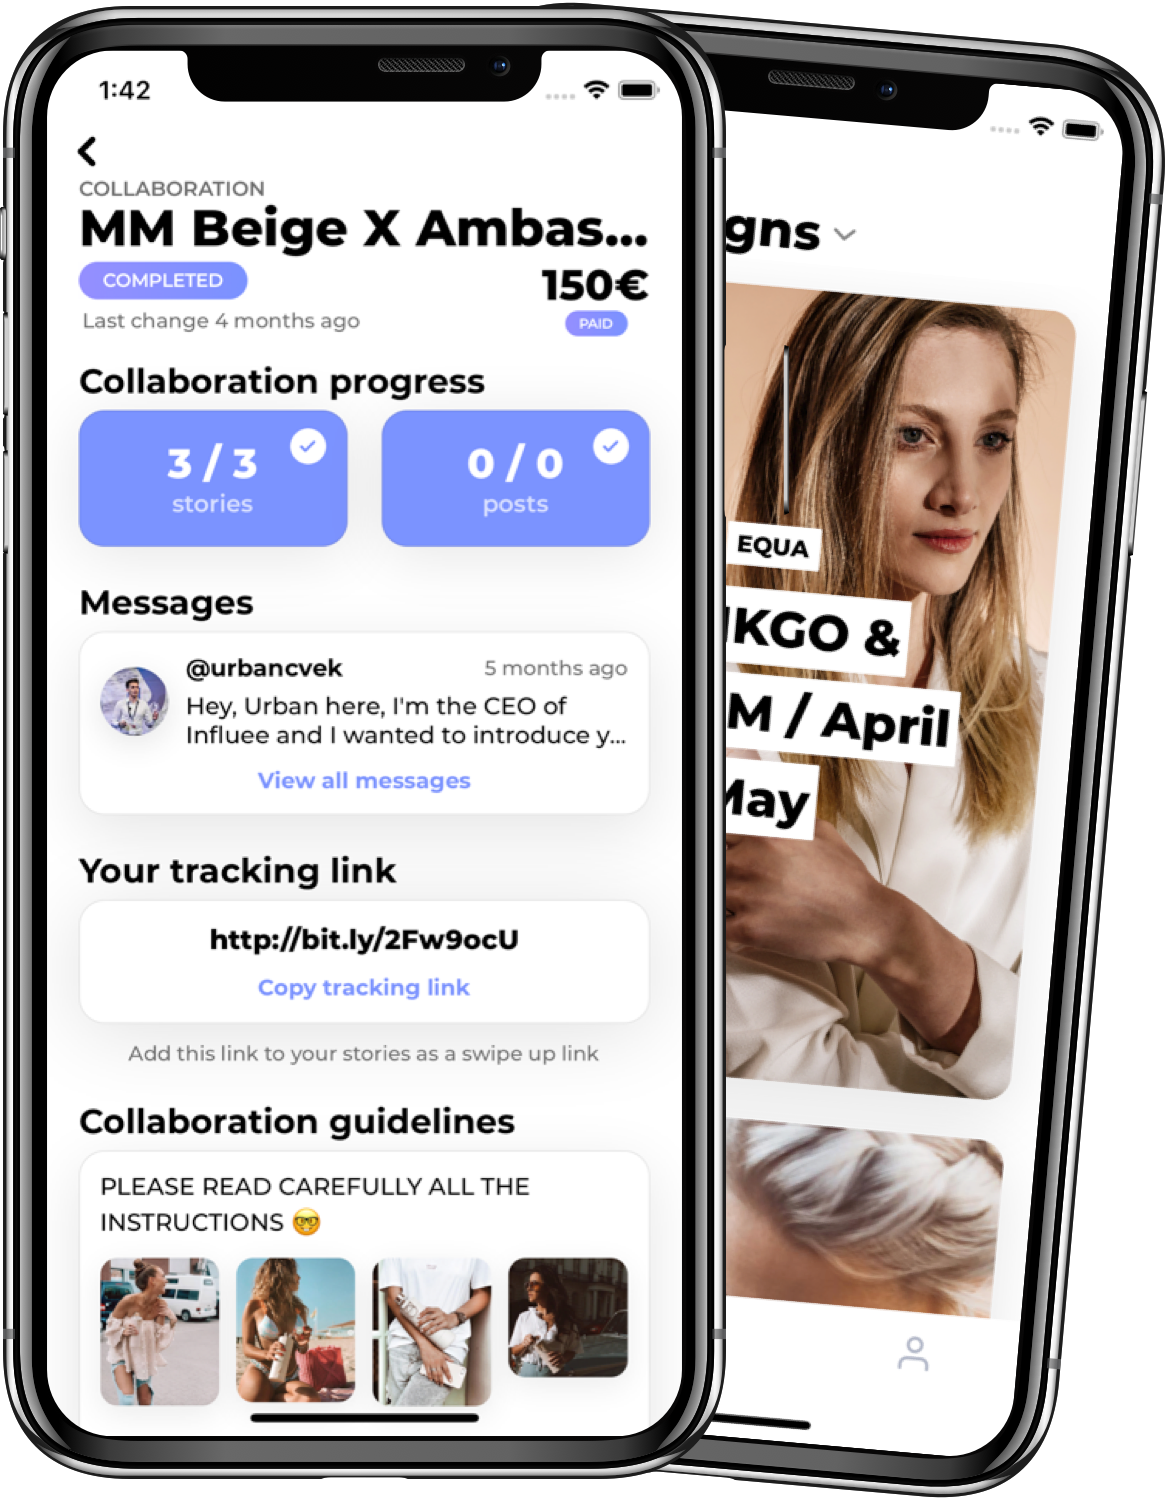 1:42
COLLABORATION
MM Beige X Ambas...
COMPLETED
150€
Last change 4 months ago
PAID
Collaboration progress
3 / 3
stories
0 / 0
posts
Messages
@urbancvek
5 months ago
Hey, Urban here, I'm the CEO of
Influee and I wanted to introduce y...
View all messages
Your tracking link
http://bit.ly/2Fw9ocU
Copy tracking link
Add this link to your stories as a swipe up link
Collaboration guidelines
PLEASE READ CAREFULLY ALL THE
INSTRUCTIONS 🤓
gns
EQUA
KGO &
M / April
May